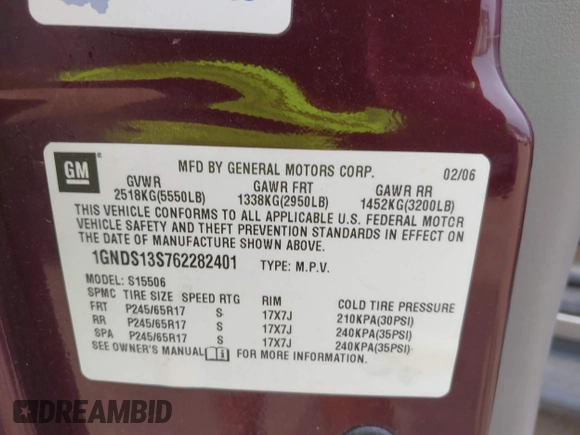 GM
MFD BY GENERAL MOTORS CORP. 02/06
GVWR GAWR FRT GAWR RR
2518KG(5550LB) 1338KG(2950LB) 1452KG(3200LB)
THIS VEHICLE CONFORMS TO ALL APPLICABLE U.S. FEDERAL MOTOR
VEHICLE SAFETY AND THEFT PREVENTION STANDARDS IN EFFECT ON
THE DATE OF MANUFACTURE SHOWN ABOVE.
1GNDS13S762282401 TYPE: M.P.V.
MODEL: S15506
SPMC TIRE SIZE SPEED RTG RIM COLD TIRE PRESSURE
FRT P245/65R17 S 17X7J 210KPA(30PSI)
RR P245/65R17 S 17X7J 240KPA(35PSI)
SPA P245/65R17 S 17X7J 240KPA(35PSI)
SEE OWNER'S MANUAL FOR MORE INFORMATION.
DREAMBID